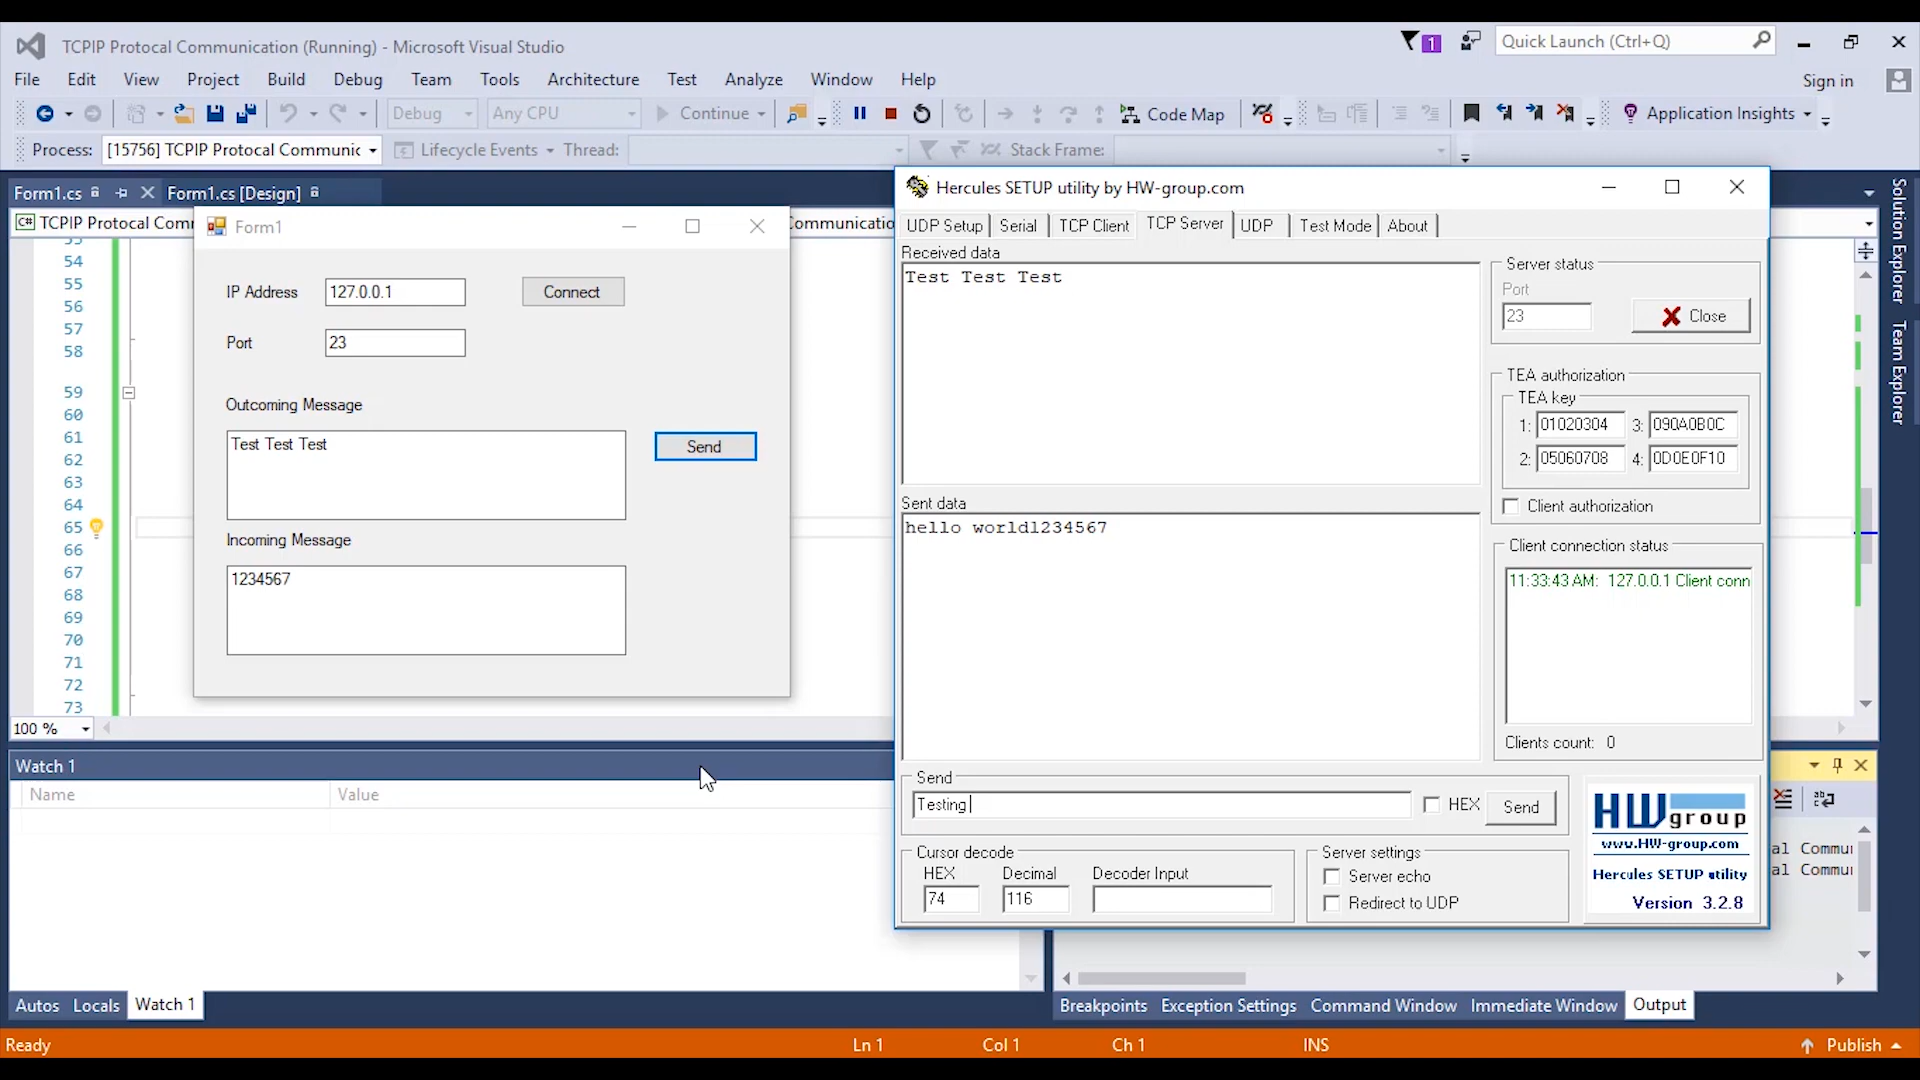 TCPIP Protocal Communication (Running) - Microsoft Visual Studio
1
Quick Launch (Ctrl+Q)
File Edit View Project Build Debug Team Tools Architecture Test Analyze Window Help
Sign in
Debug Any CPU Continue Code Map Application Insights
Process: [15756] TCPIP Protocal Communic Lifecycle Events Thread: Stack Frame:
Form1.cs Form1.cs [Design]
C# TCPIP Protocal Comm
ommunication
54
55
56
57
58
59
60
61
62
63
64
65
66
67
68
69
70
71
72
73
100 %
Form1
IP Address 127.0.0.1 Connect
Port 23
Outcoming Message
Test Test Test
Send
Incoming Message
1234567
Hercules SETUP utility by HW-group.com
UDP Setup Serial TCP Client TCP Server UDP Test Mode About
Received data
Test Test Test
Sent data
hello world1234567
Server status
Port
23 Close
TEA authorization
TEA key
1: 01020304 3: 090A0B0C
2: 05060708 4: 0D0E0F10
Client authorization
Client connection status
11:33:43 AM: 127.0.0.1 Client conn
Clients count: 0
Send
Testing HEX Send
Cursor decode
HEX Decimal Decoder Input
74 116
Server settings
Server echo
Redirect to UDP
HW group
www.HW-group.com
Hercules SETUP utility
Version 3.2.8
Solution Explorer
Team Explorer
Watch 1
Name Value
al Commu
al Commu
Autos Locals Watch 1
Breakpoints Exception Settings Command Window Immediate Window Output
Ready Ln 1 Col 1 Ch 1 INS Publish